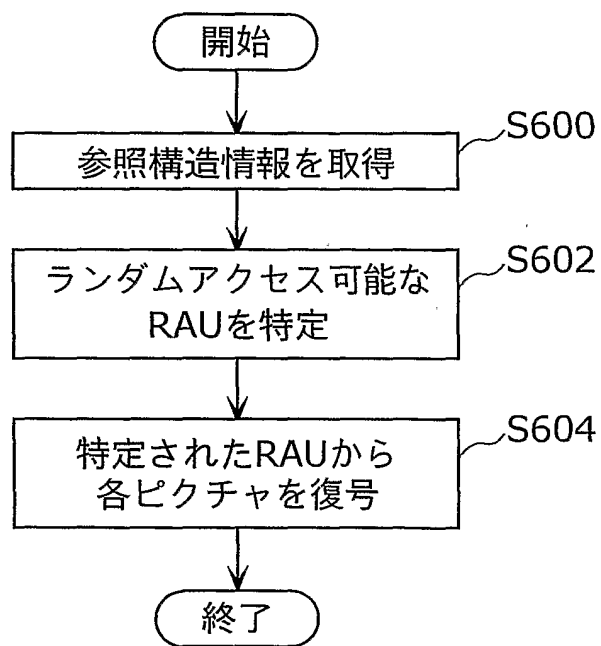 開始
S600
参照構造情報を取得
S602
ランダムアクセス可能な
RAUを特定
S604
特定されたRAUから
各ピクチャを復号
終了